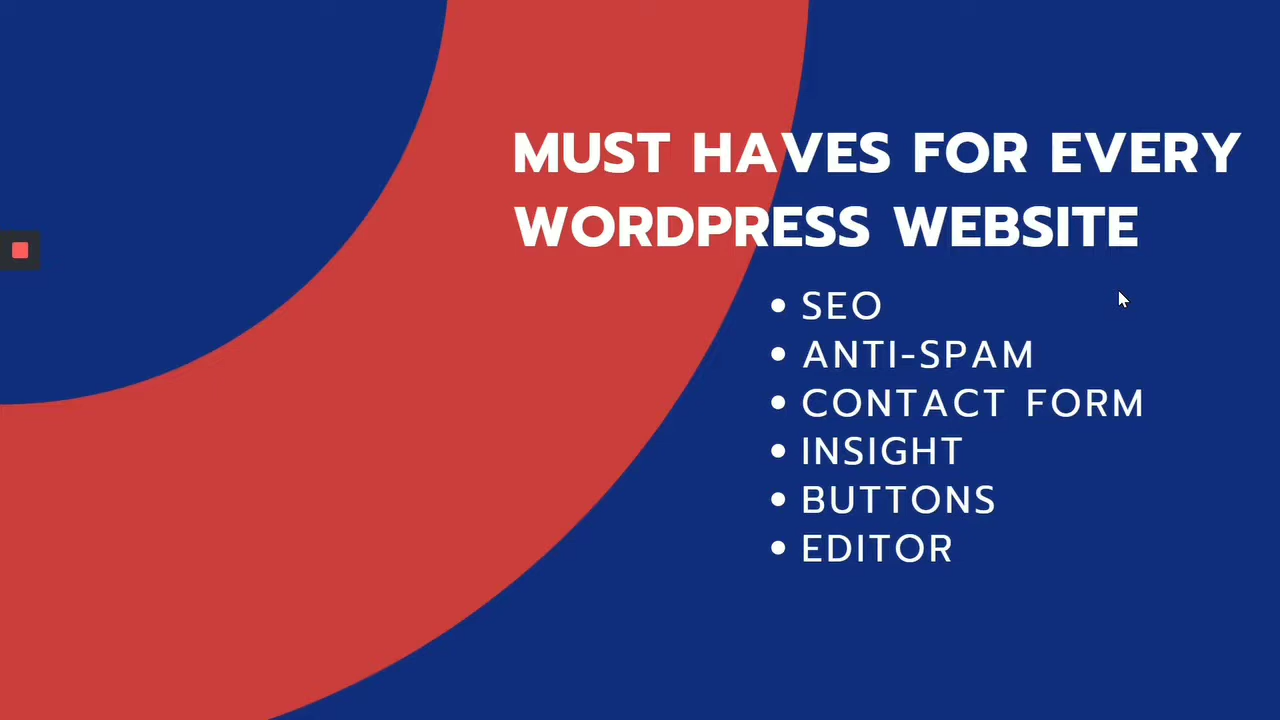 MUST HAVES FOR EVERY
WORDPRESS WEBSITE
• SEO
• ANTI-SPAM
• CONTACT FORM
• INSIGHT
• BUTTONS
• EDITOR